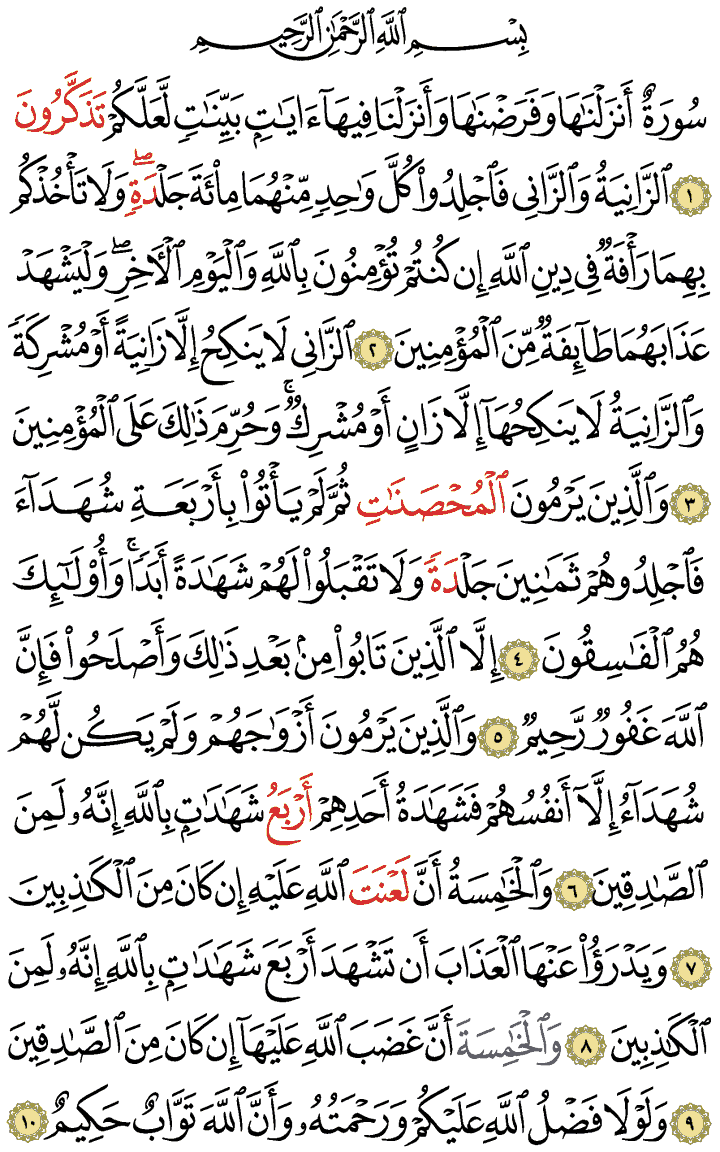 بِسْمِ ٱللَّهِ ٱلرَّحْمَٰنِ ٱلرَّحِيمِ
سُورَةٌ أَنزَلْنَٰهَا وَفَرَضْنَٰهَا وَأَنزَلْنَا فِيهَآ ءَايَٰتِۭ بَيِّنَٰتٖ لَّعَلَّكُمْ تَذَكَّرُونَ
١ ٱلزَّانِيَةُ وَٱلزَّانِي فَٱجْلِدُوا۟ كُلَّ وَٰحِدٖ مِّنْهُمَا مِا۟ئَةَ جَلْدَةٖۖ وَلَا تَأْخُذْكُم
بِهِمَا رَأْفَةٞ فِي دِينِ ٱللَّهِ إِن كُنتُمْ تُؤْمِنُونَ بِٱللَّهِ وَٱلْيَوْمِ ٱلْأٓخِرِۖ وَلْيَشْهَدْ
عَذَابَهُمَا طَآئِفَةٞ مِّنَ ٱلْمُؤْمِنِينَ ٢ ٱلزَّانِي لَا يَنكِحُ إِلَّا زَانِيَةً أَوْ مُشْرِكَةٗ
وَٱلزَّانِيَةُ لَا يَنكِحُهَآ إِلَّا زَانٍ أَوْ مُشْرِكٞۚ وَحُرِّمَ ذَٰلِكَ عَلَى ٱلْمُؤْمِنِينَ
٣ وَٱلَّذِينَ يَرْمُونَ ٱلْمُحْصَنَٰتِ ثُمَّ لَمْ يَأْتُوا۟ بِأَرْبَعَةِ شُهَدَآءَ
فَٱجْلِدُوهُمْ ثَمَٰنِينَ جَلْدَةٗ وَلَا تَقْبَلُوا۟ لَهُمْ شَهَٰدَةً أَبَدٗاۚ وَأُو۟لَٰٓئِكَ
هُمُ ٱلْفَٰسِقُونَ ٤ إِلَّا ٱلَّذِينَ تَابُوا۟ مِنۢ بَعْدِ ذَٰلِكَ وَأَصْلَحُوا۟ فَإِنَّ
ٱللَّهَ غَفُورٞ رَّحِيمٞ ٥ وَٱلَّذِينَ يَرْمُونَ أَزْوَٰجَهُمْ وَلَمْ يَكُن لَّهُمْ
شُهَدَآءُ إِلَّآ أَنفُسُهُمْ فَشَهَٰدَةُ أَحَدِهِمْ أَرْبَعُ شَهَٰدَٰتِۭ بِٱللَّهِ إِنَّهُۥ لَمِنَ
ٱلصَّٰدِقِينَ ٦ وَٱلْخَٰمِسَةُ أَنَّ لَعْنَتَ ٱللَّهِ عَلَيْهِ إِن كَانَ مِنَ ٱلْكَٰذِبِينَ
٧ وَيَدْرَؤُا۟ عَنْهَا ٱلْعَذَابَ أَن تَشْهَدَ أَرْبَعَ شَهَٰدَٰتِۭ بِٱللَّهِ إِنَّهُۥ لَمِنَ
ٱلْكَٰذِبِينَ ٨ وَٱلْخَٰمِسَةَ أَنَّ غَضَبَ ٱللَّهِ عَلَيْهَآ إِن كَانَ مِنَ ٱلصَّٰدِقِينَ
٩ وَلَوْلَا فَضْلُ ٱللَّهِ عَلَيْكُمْ وَرَحْمَتُهُۥ وَأَنَّ ٱللَّهَ تَوَّابٌ حَكِيمٌ ١٠